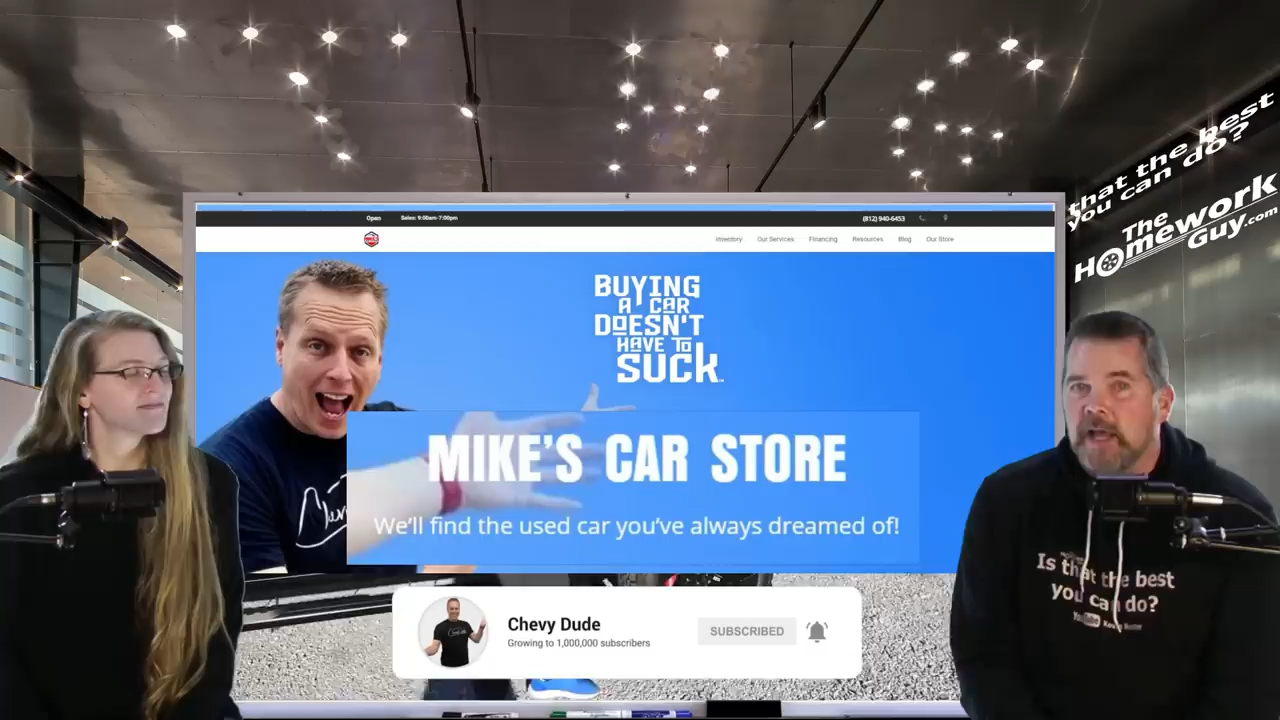 that the best
you can do?
The
Homework
Guy.com
Open
Sales: 9:00am-7:00pm
(812) 940-6453
Inventory
Our Services
Financing
Resources
Blog
Our Store
BUYING
A CAR
DOESN'T
HAVE TO
SUCK
MIKE'S CAR STORE
We'll find the used car you've always dreamed of!
Chevy Dude
Growing to 1,000,000 subscribers
SUBSCRIBED
Is that the best
you can do?
YouTube